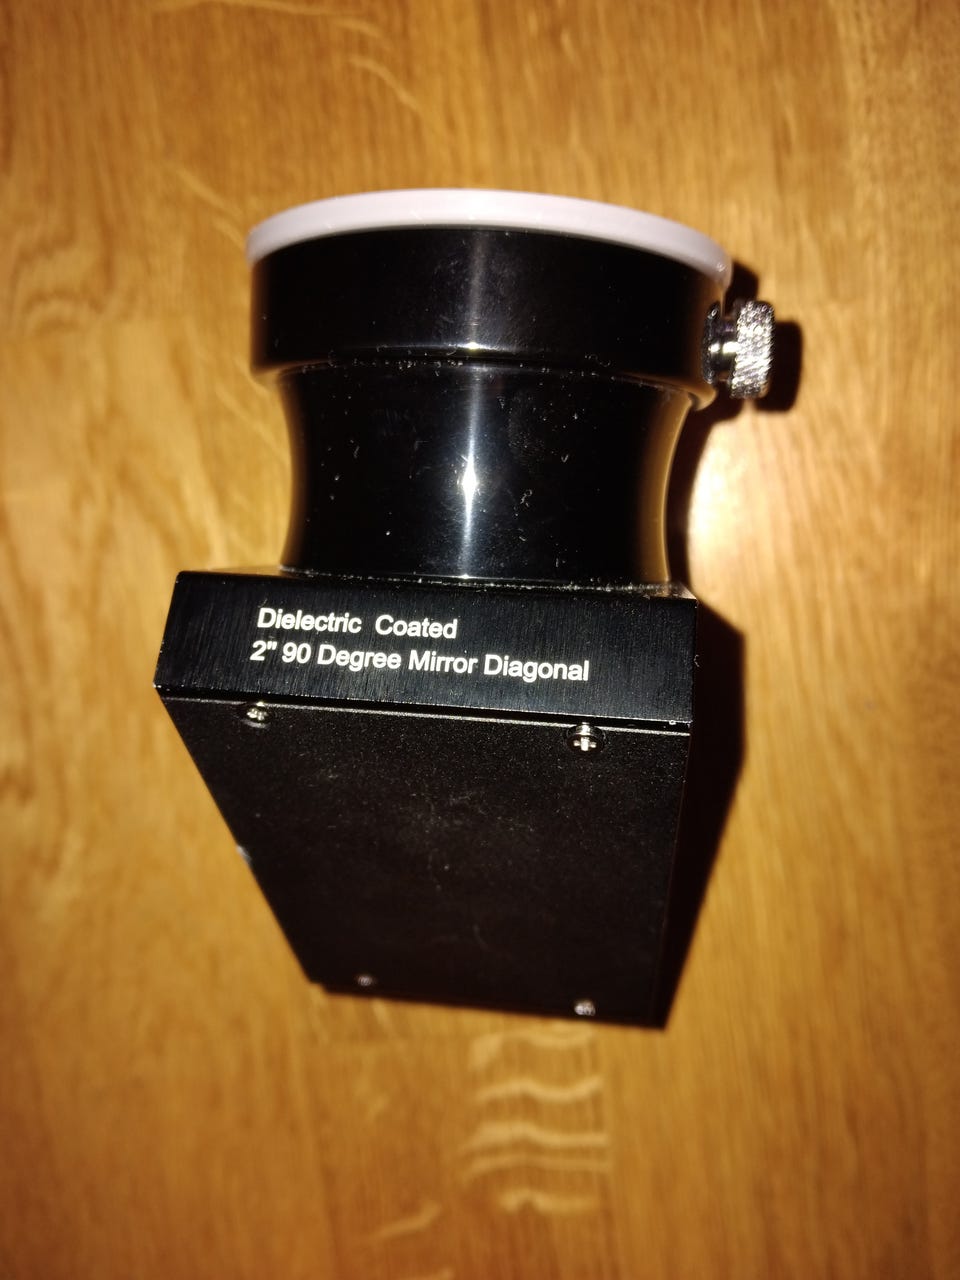 Dielectric Coated
2" 90 Degree Mirror Diagonal